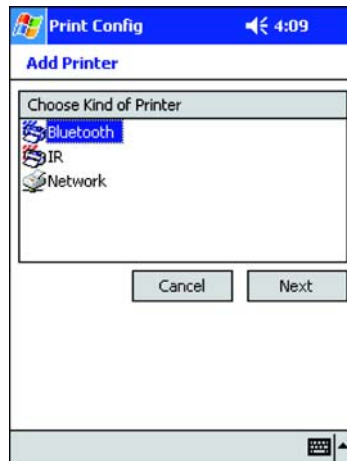 Print Config 4:09
Add Printer
Choose Kind of Printer
Bluetooth
IR
Network
Cancel Next